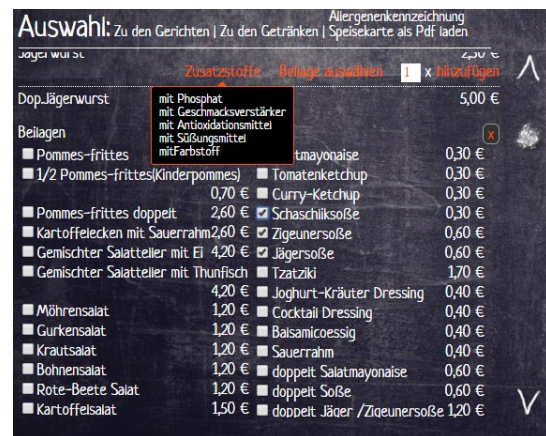 Auswahl: Zu den Gerichten | Zu den Getränken | Allergenenkennzeichnung
Speisekarte als Pdf laden
Jägerwurst 2,50 €
Zusatzstoffe Beilage auswählen 1 x hinzufügen
Dop.Jägerwurst 5,00 €
mit Phosphat
mit Geschmacksverstärker
mit Antioxidationsmittel
mit Süßungsmittel
mitFarbstoff
Beilagen x
Pommes-frittes tmayonaise 0,30 €
1/2 Pommes-frittes(Kinderpommes) 0,70 € Tomatenketchup 0,30 €
Curry-Ketchup 0,30 €
Pommes-frittes doppelt 2,60 € Schaschliksoße 0,30 €
Kartoffelecken mit Sauerrahm 2,60 € Zigeunersoße 0,60 €
Gemischter Salatteller mit Ei 4,20 € Jägersoße 0,60 €
Gemischter Salatteller mit Thunfisch 4,20 € Tzatziki 1,70 €
Joghurt-Kräuter Dressing 0,40 €
Möhrensalat 1,20 € Cocktail Dressing 0,40 €
Gurkensalat 1,20 € Balsamicoessig 0,40 €
Krautsalat 1,20 € Sauerrahm 0,40 €
Bohnensalat 1,20 € doppelt Salatmayonaise 0,60 €
Rote-Beete Salat 1,20 € doppelt Soße 0,60 €
Kartoffelsalat 1,50 € doppelt Jäger /Zigeunersoße 1,20 €